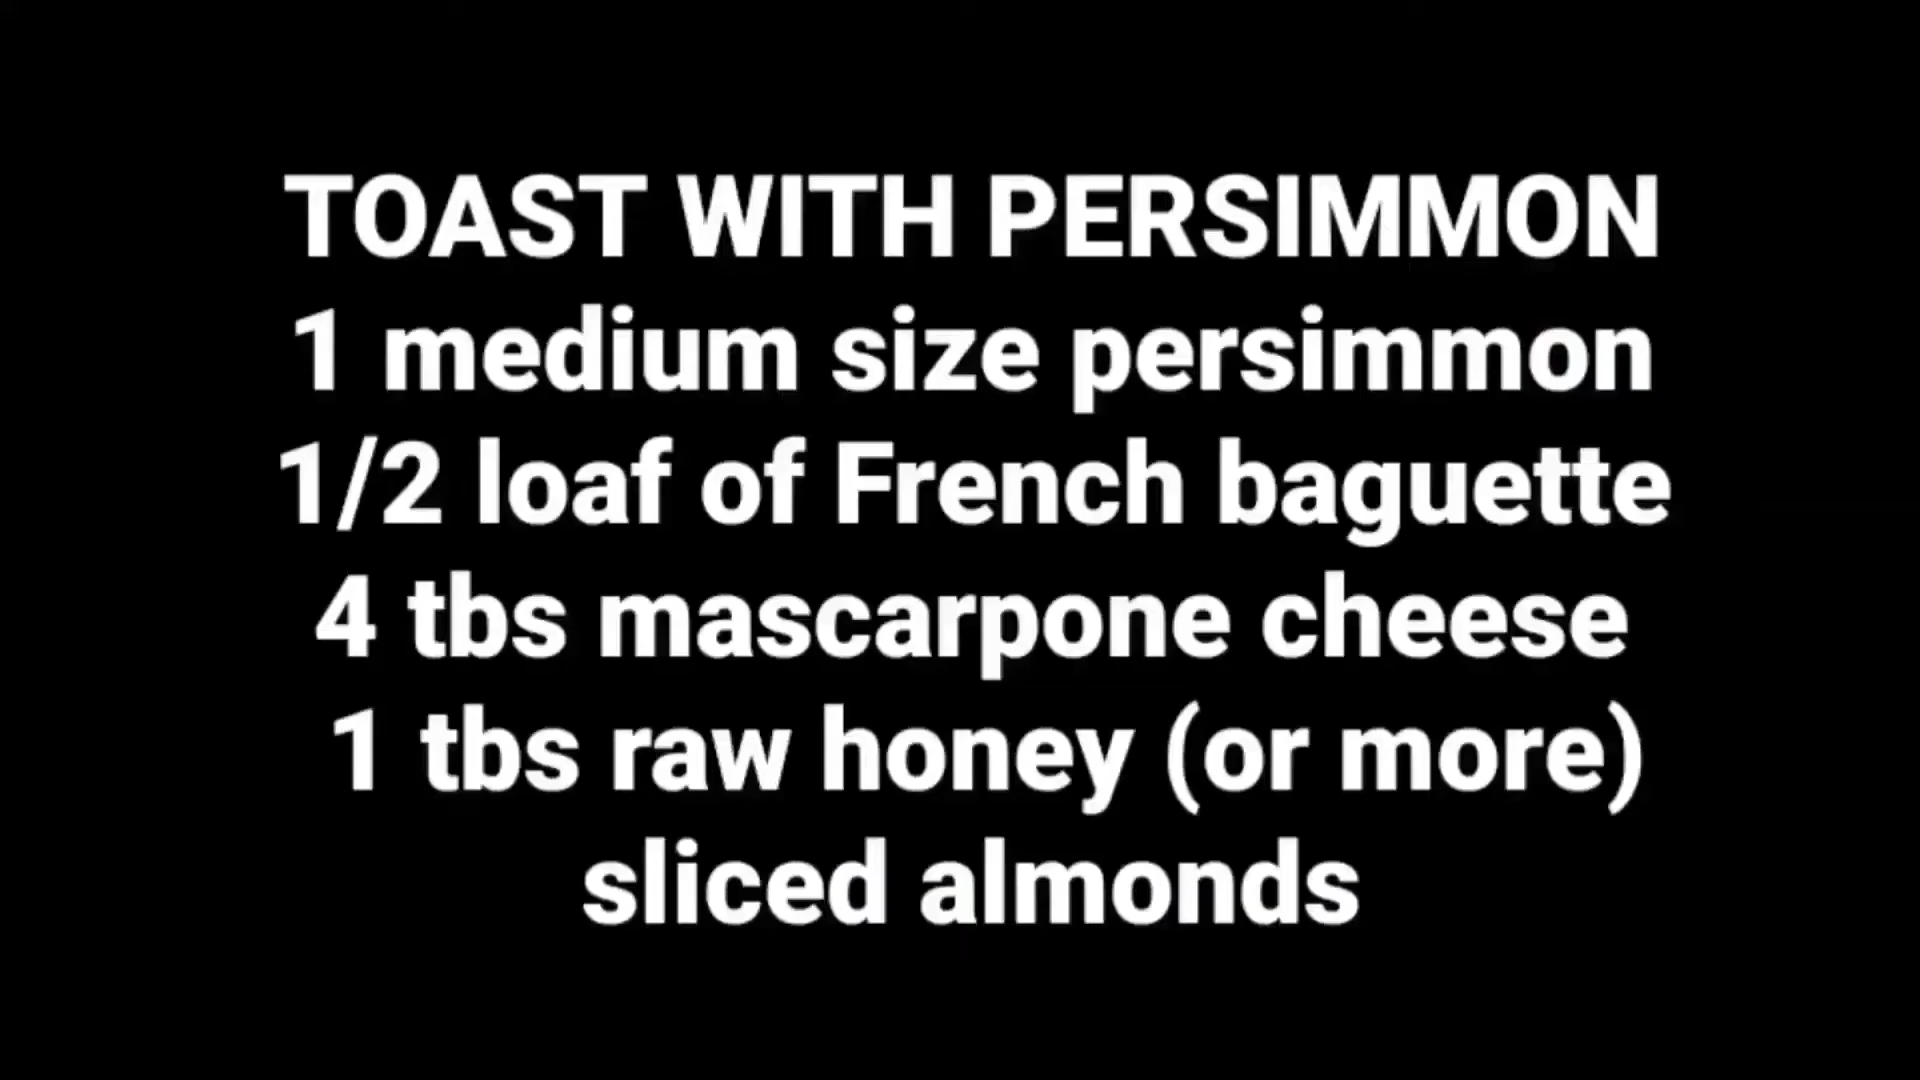 TOAST WITH PERSIMMON
1 medium size persimmon
1/2 loaf of French baguette
4 tbs mascarpone cheese
1 tbs raw honey (or more)
sliced almonds